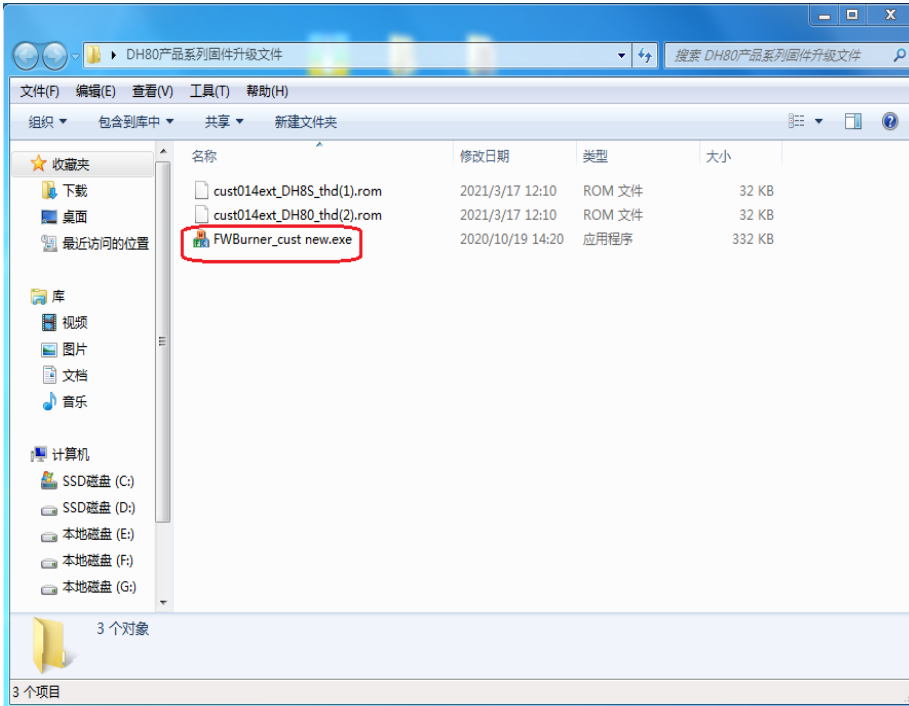 DH80产品系列固件升级文件
搜索 DH80产品系列固件升级文件
文件(F) 编辑(E) 查看(V) 工具(T) 帮助(H)
组织 包含到库中 共享 新建文件夹
收藏夹
下载
桌面
最近访问的位置
库
视频
图片
文档
音乐
计算机
SSD磁盘 (C:)
SSD磁盘 (D:)
本地磁盘 (E:)
本地磁盘 (F:)
本地磁盘 (G:)
名称 修改日期 类型 大小
cust014ext_DH8S_thd(1).rom 2021/3/17 12:10 ROM 文件 32 KB
cust014ext_DH80_thd(2).rom 2021/3/17 12:10 ROM 文件 32 KB
FWBurner_cust new.exe 2020/10/19 14:20 应用程序 332 KB
3 个对象
3 个项目